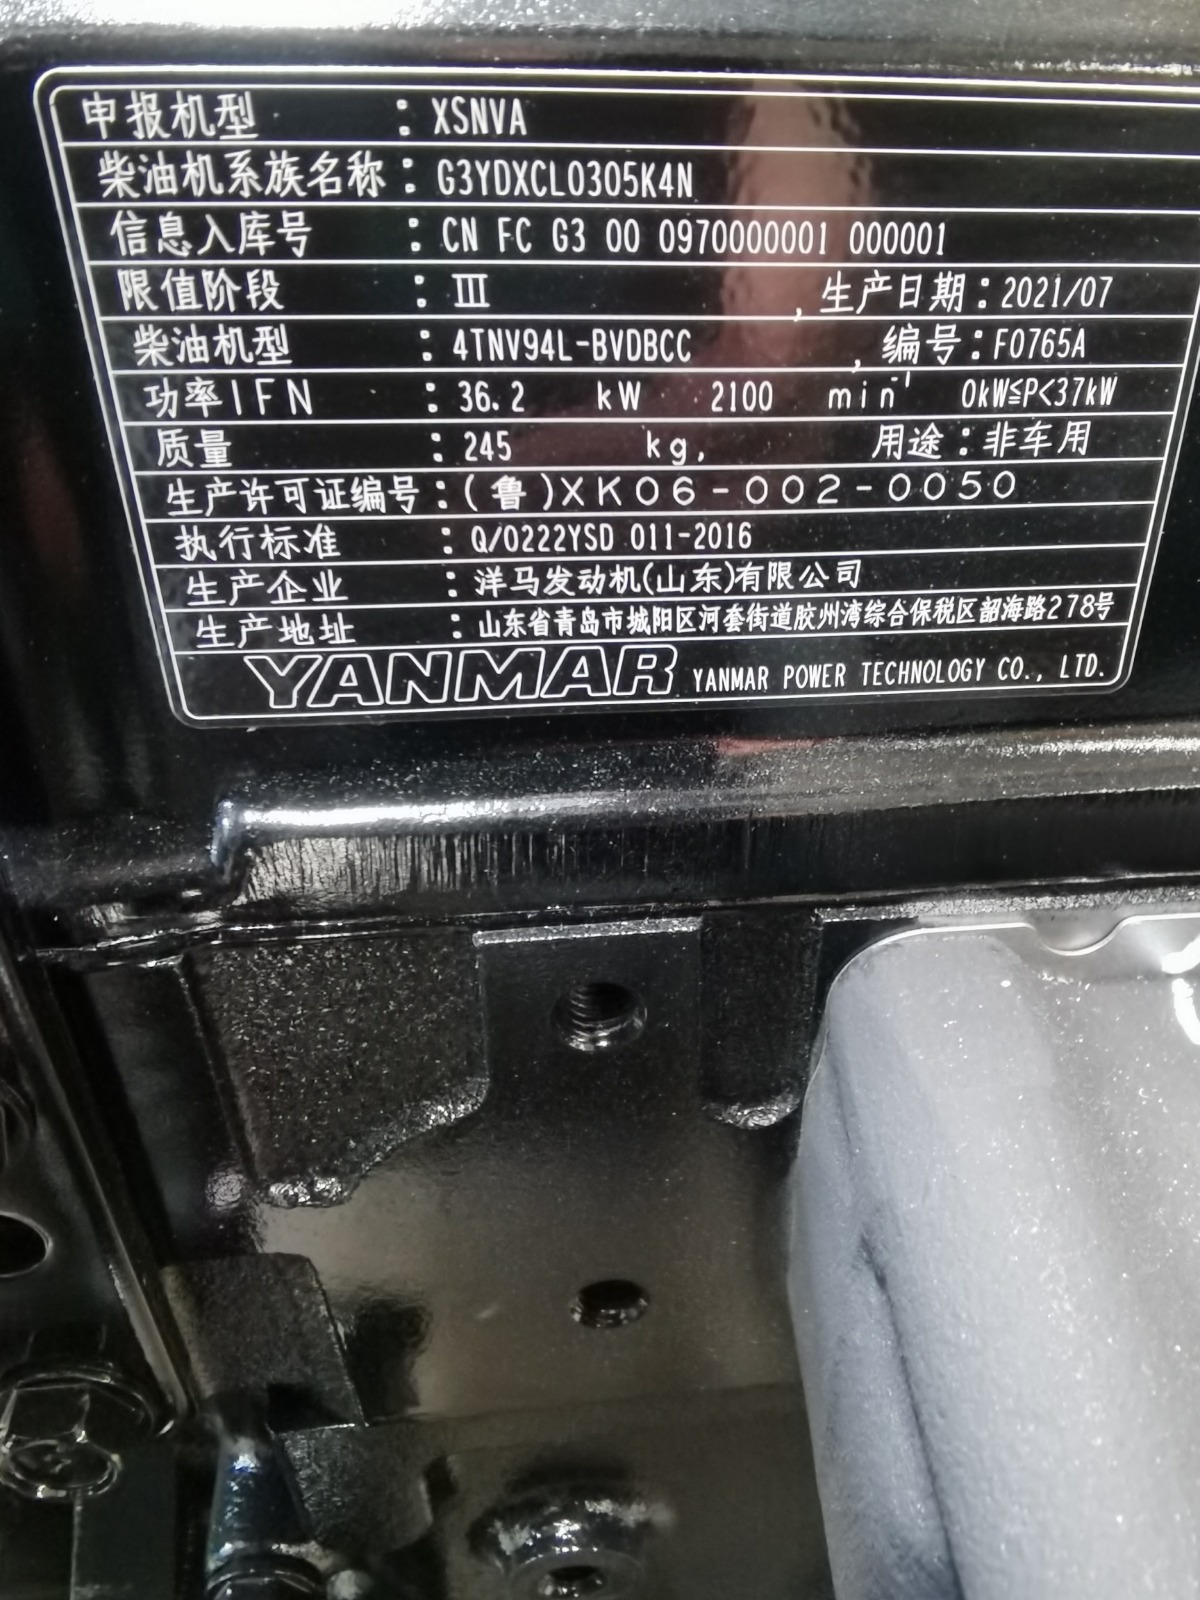 申报机型 : XSNVA
柴油机系族名称 : G3YDXCL0305K4N
信息入库号 : CN FC G3 00 0970000001 000001
限值阶段 : III , 生产日期 : 2021/07
柴油机型 : 4TNV94L-BVDBCC , 编号 : F0765A
功率IFN : 36.2 kW 2100 min⁻¹ 0kW≦P<37kW
质量 : 245 kg, 用途 : 非车用
生产许可证编号 : (鲁)XK06-002-0050
执行标准 : Q/0222YSD 011-2016
生产企业 : 洋马发动机(山东)有限公司
生产地址 : 山东省青岛市城阳区河套街道胶州湾综合保税区韶海路278号
YANMAR YANMAR POWER TECHNOLOGY CO., LTD.